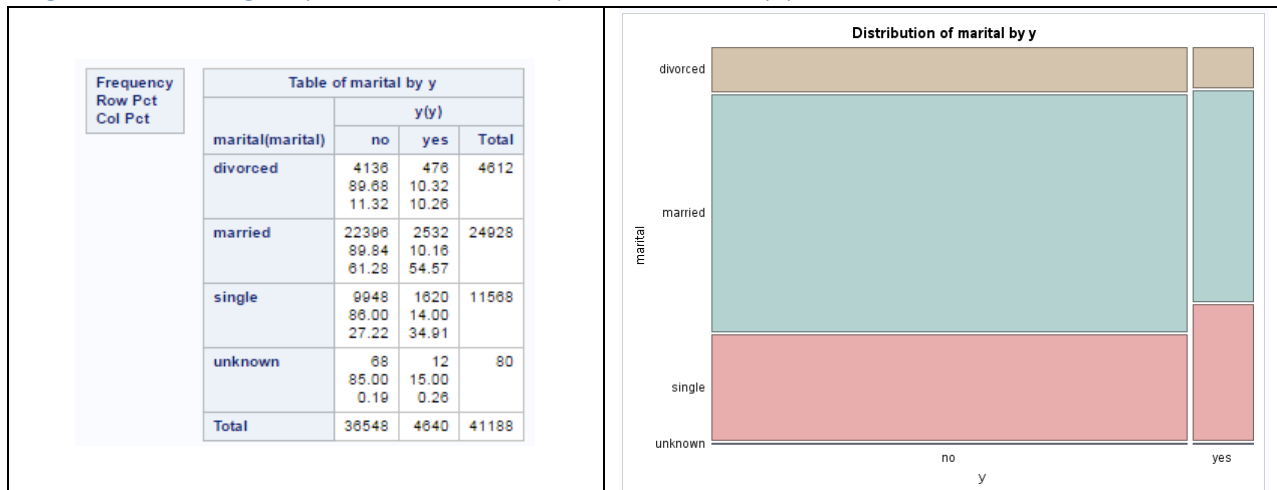 Frequency
Row Pct
Col Pct
Table of marital by y
y(y)
marital(marital) no yes Total
divorced 4136 476 4612
89.68 10.32
11.32 10.26
married 22396 2532 24928
89.84 10.16
61.28 54.57
single 9948 1620 11568
86.00 14.00
27.22 34.91
unknown 68 12 80
85.00 15.00
0.19 0.26
Total 36548 4640 41188
Distribution of marital by y
divorced
married
marital
single
unknown
no yes
y